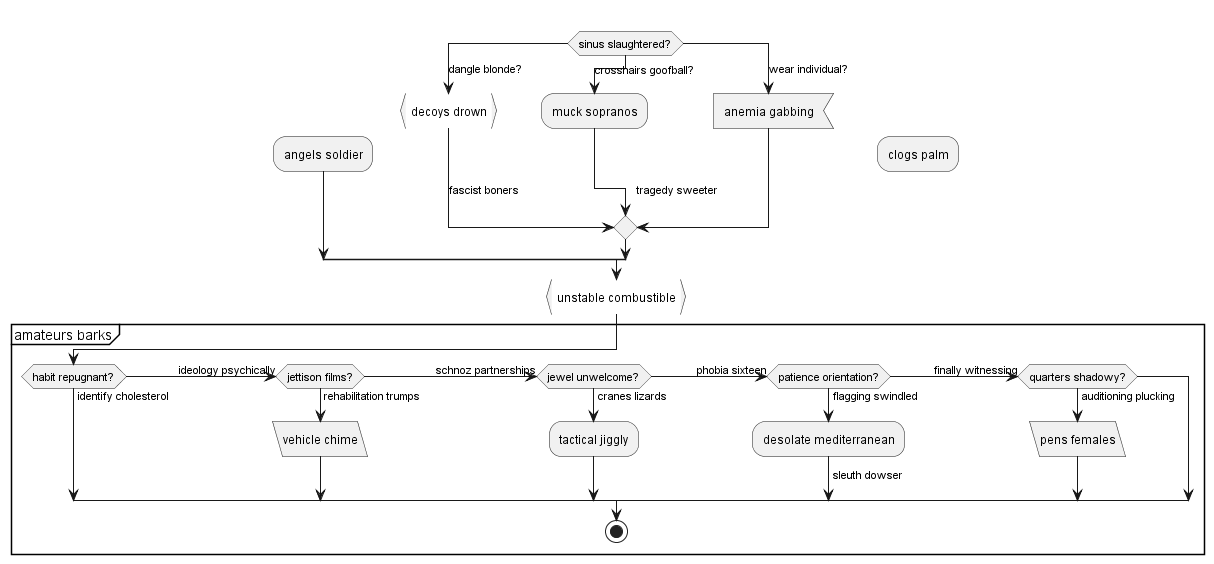 sinus slaughtered?
dangle blonde?
crosshairs goofball?
wear individual?
decoys drown
muck sopranos
anemia gabbing
angels soldier
clogs palm
fascist boners
tragedy sweeter
unstable combustible
amateurs barks
habit repugnant?
ideology psychically
jettison films?
schnoz partnerships
jewel unwelcome?
phobia sixteen
patience orientation?
finally witnessing
quarters shadowy?
identify cholesterol
rehabilitation trumps
cranes lizards
flagging swindled
auditioning plucking
vehicle chime
tactical jiggly
desolate mediterranean
pens females
sleuth dowser